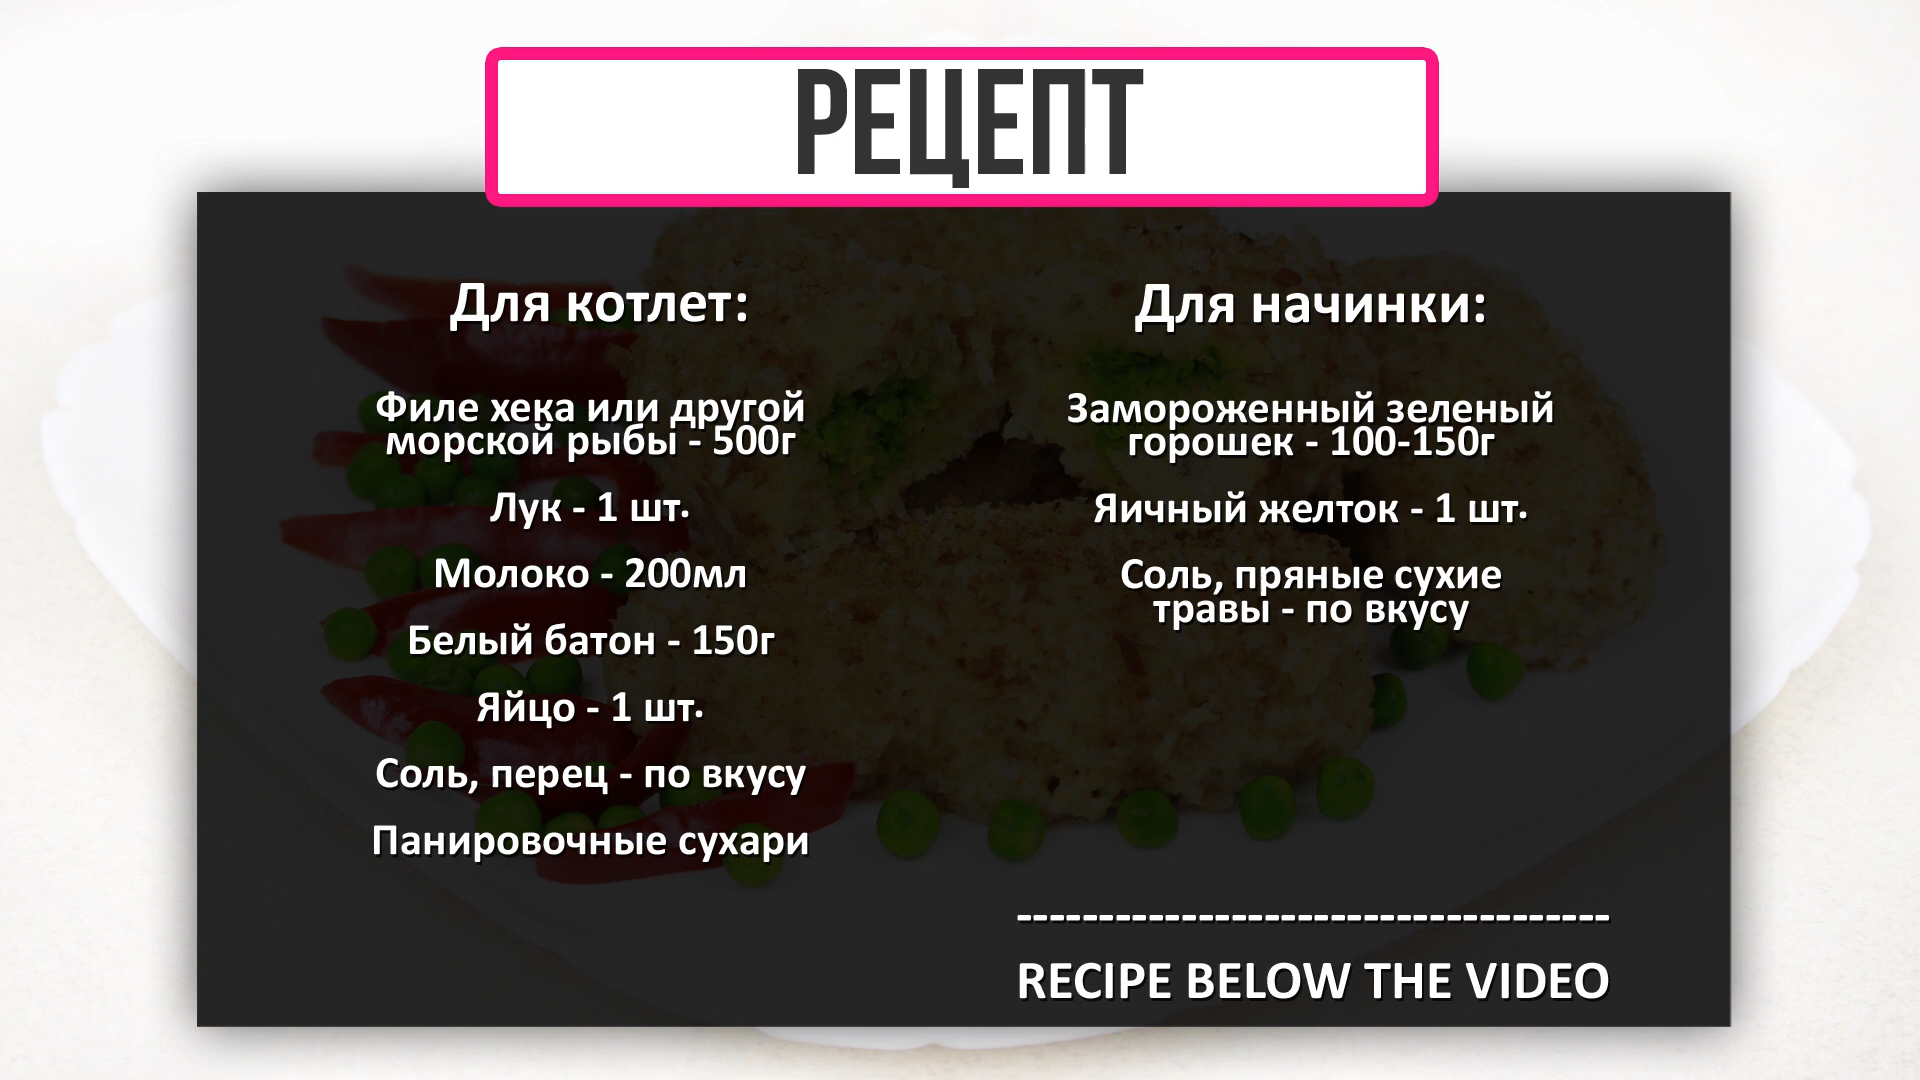 РЕЦЕПТ
Для котлет:
Филе хека или другой
морской рыбы - 500г
Лук - 1 шт.
Молоко - 200мл
Белый батон - 150г
Яйцо - 1 шт.
Соль, перец - по вкусу
Панировочные сухари
Для начинки:
Замороженный зеленый
горошек - 100-150г
Яичный желток - 1 шт.
Соль, пряные сухие
травы - по вкусу
------------------------------------
RECIPE BELOW THE VIDEO